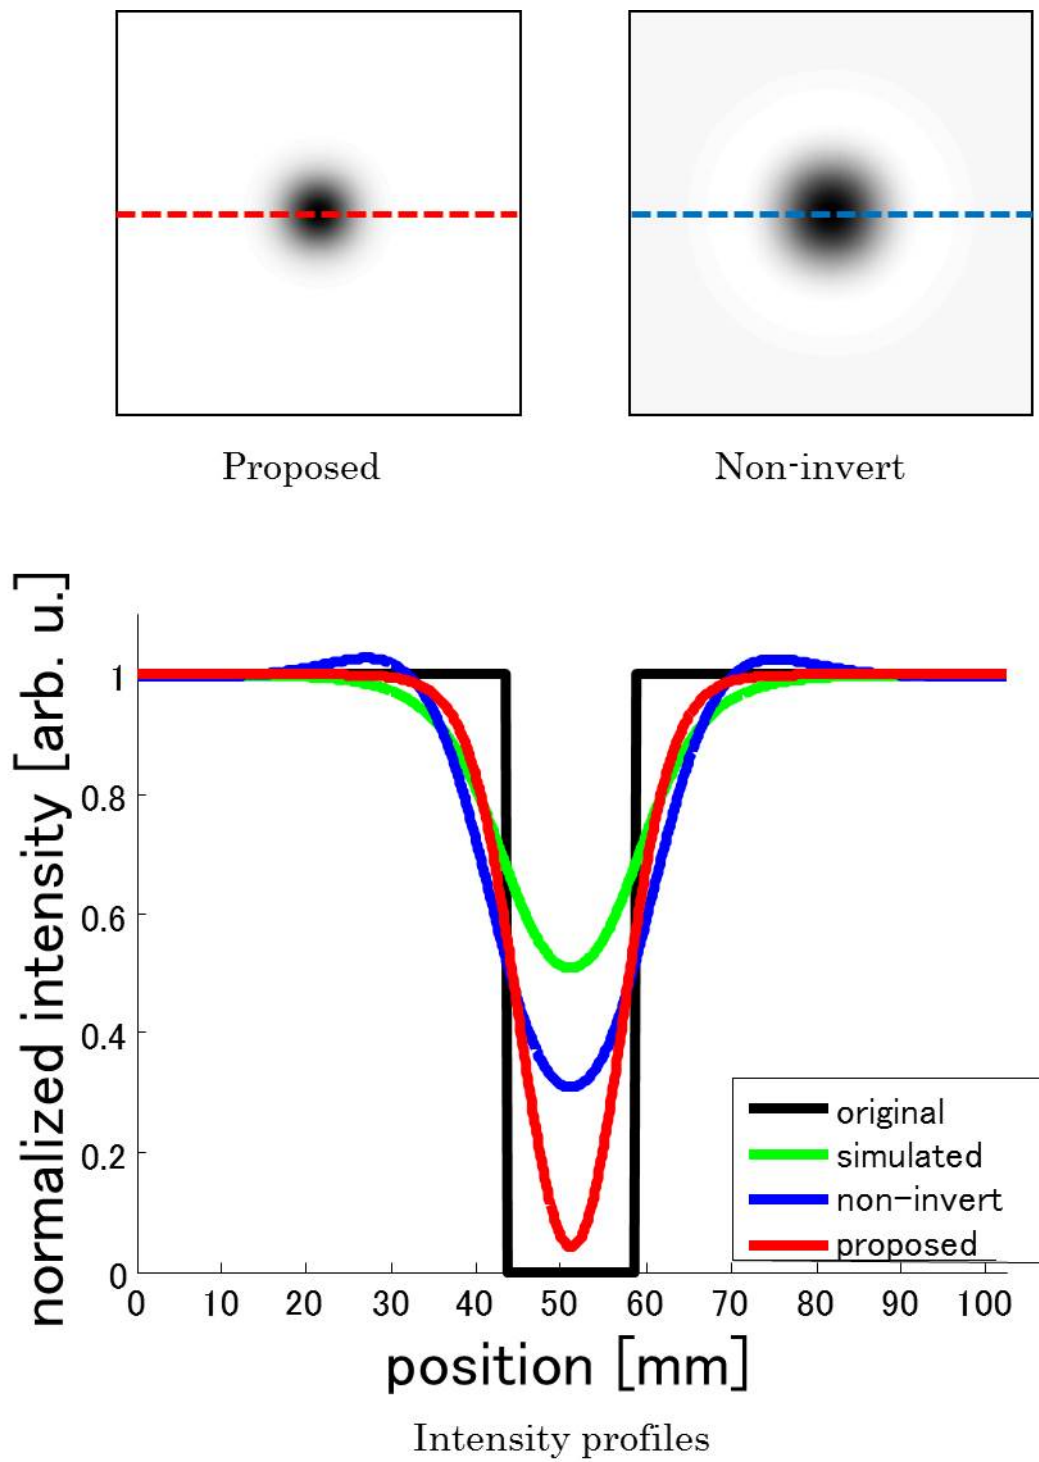 Proposed
Non-invert
normalized intensity [arb. u.]
1
0.8
0.6
0.4
0.2
0
0 10 20 30 40 50 60 70 80 90 100
original
simulated
non-invert
proposed
position [mm]
Intensity profiles